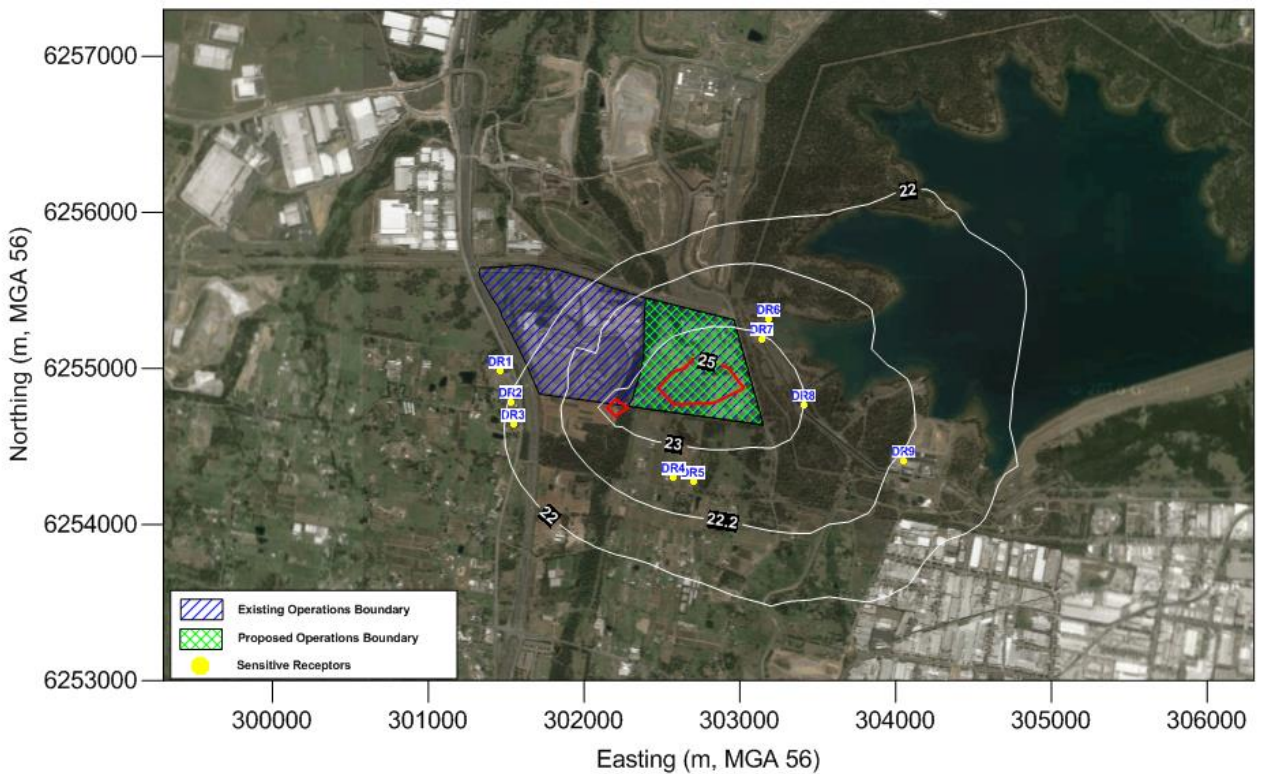 6257000
6256000
6255000
6254000
6253000
Northing (m, MGA 56)
22
DR6
DR7
25
DR1
DR2
DR8
DR3
23
DR4
DR5
DR9
22
22.2
Existing Operations Boundary
Proposed Operations Boundary
Sensitive Receptors
300000
301000
302000
303000
304000
305000
306000
Easting (m, MGA 56)